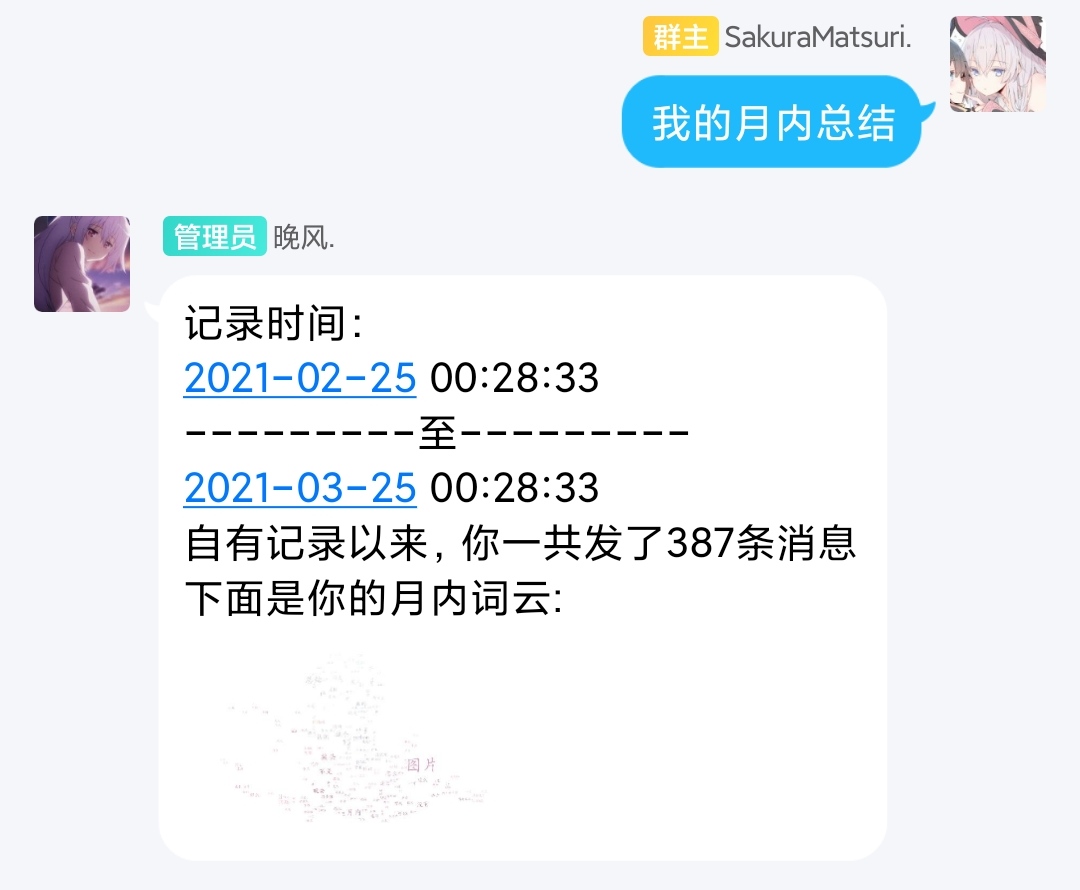 群主 SakuraMatsuri.
我的月内总结
管理员 晚风.
记录时间：
2021-02-25 00:28:33
---------至---------
2021-03-25 00:28:33
自有记录以来，你一共发了387条消息
下面是你的月内词云:
图片